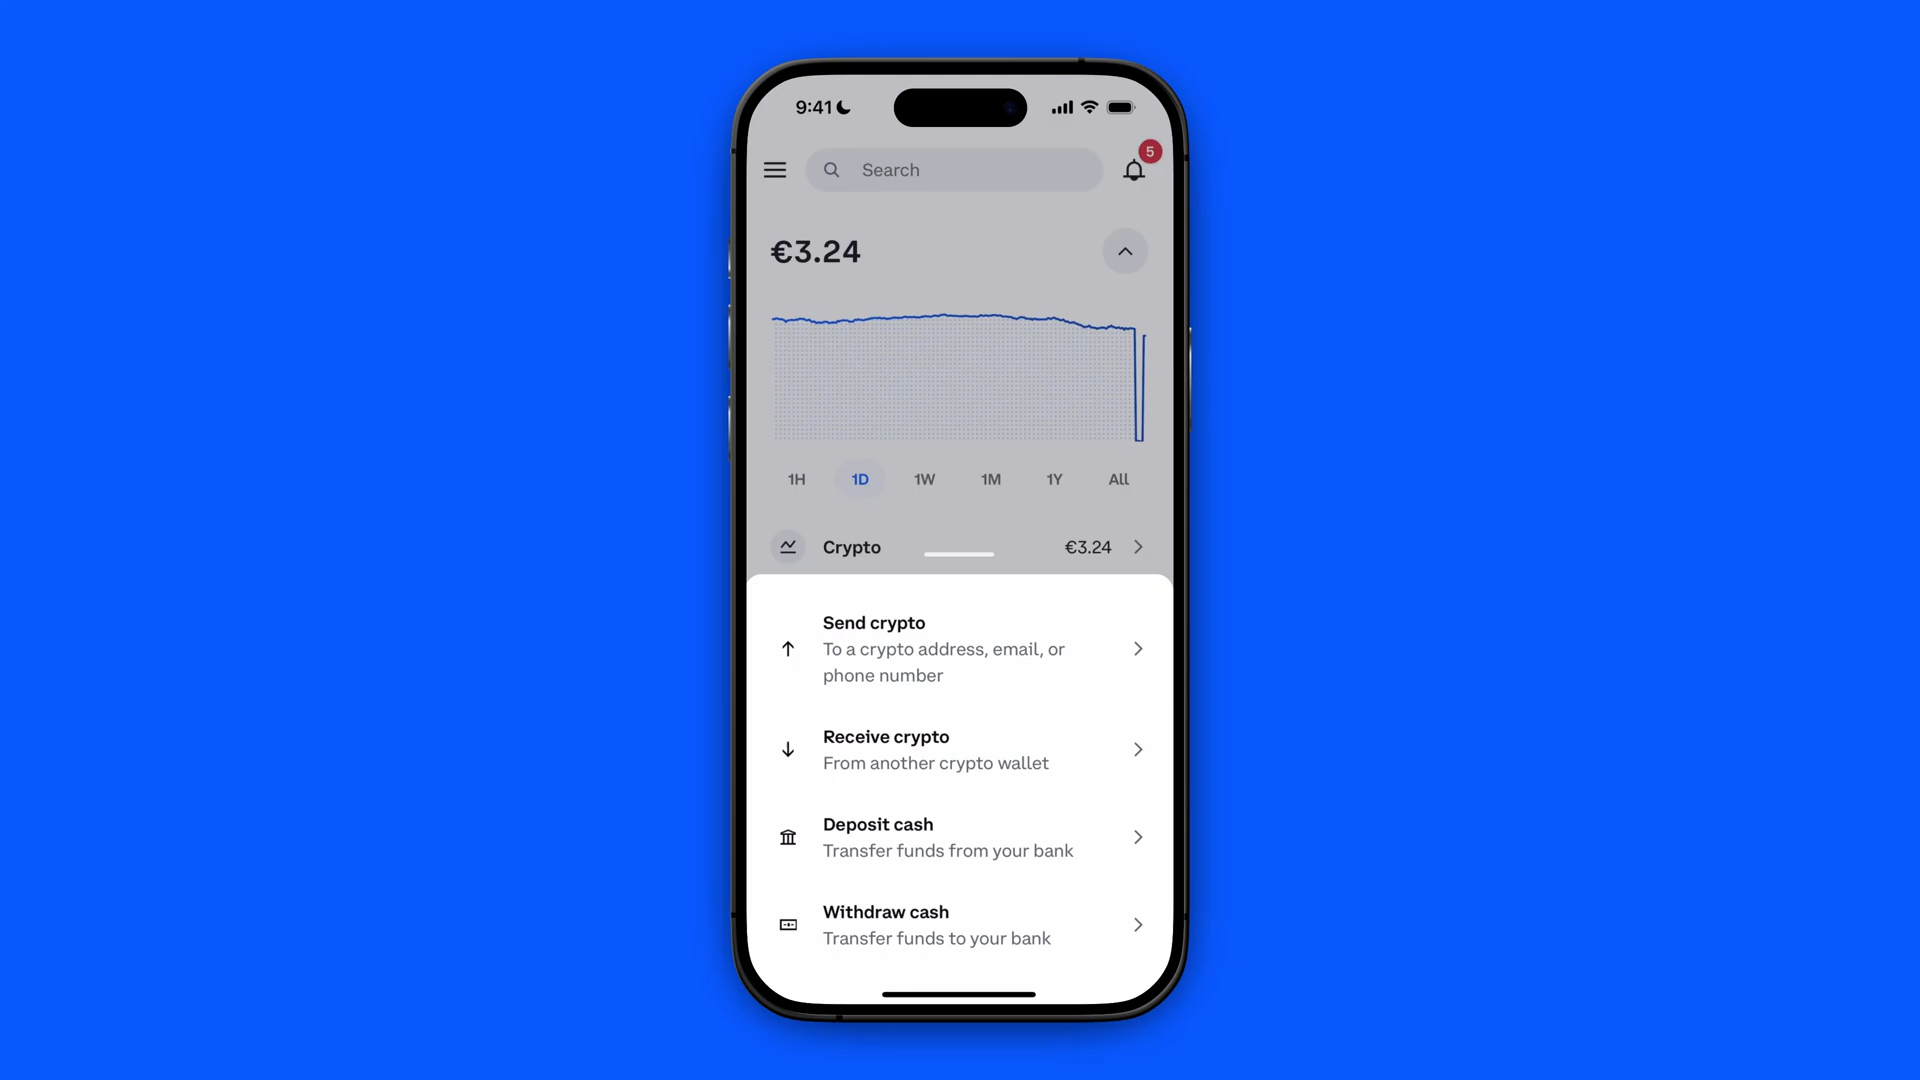 9:41
5
Search
€3.24
1H 1D 1W 1M 1Y All
Crypto €3.24
Send crypto
To a crypto address, email, or
phone number
Receive crypto
From another crypto wallet
Deposit cash
Transfer funds from your bank
Withdraw cash
Transfer funds to your bank